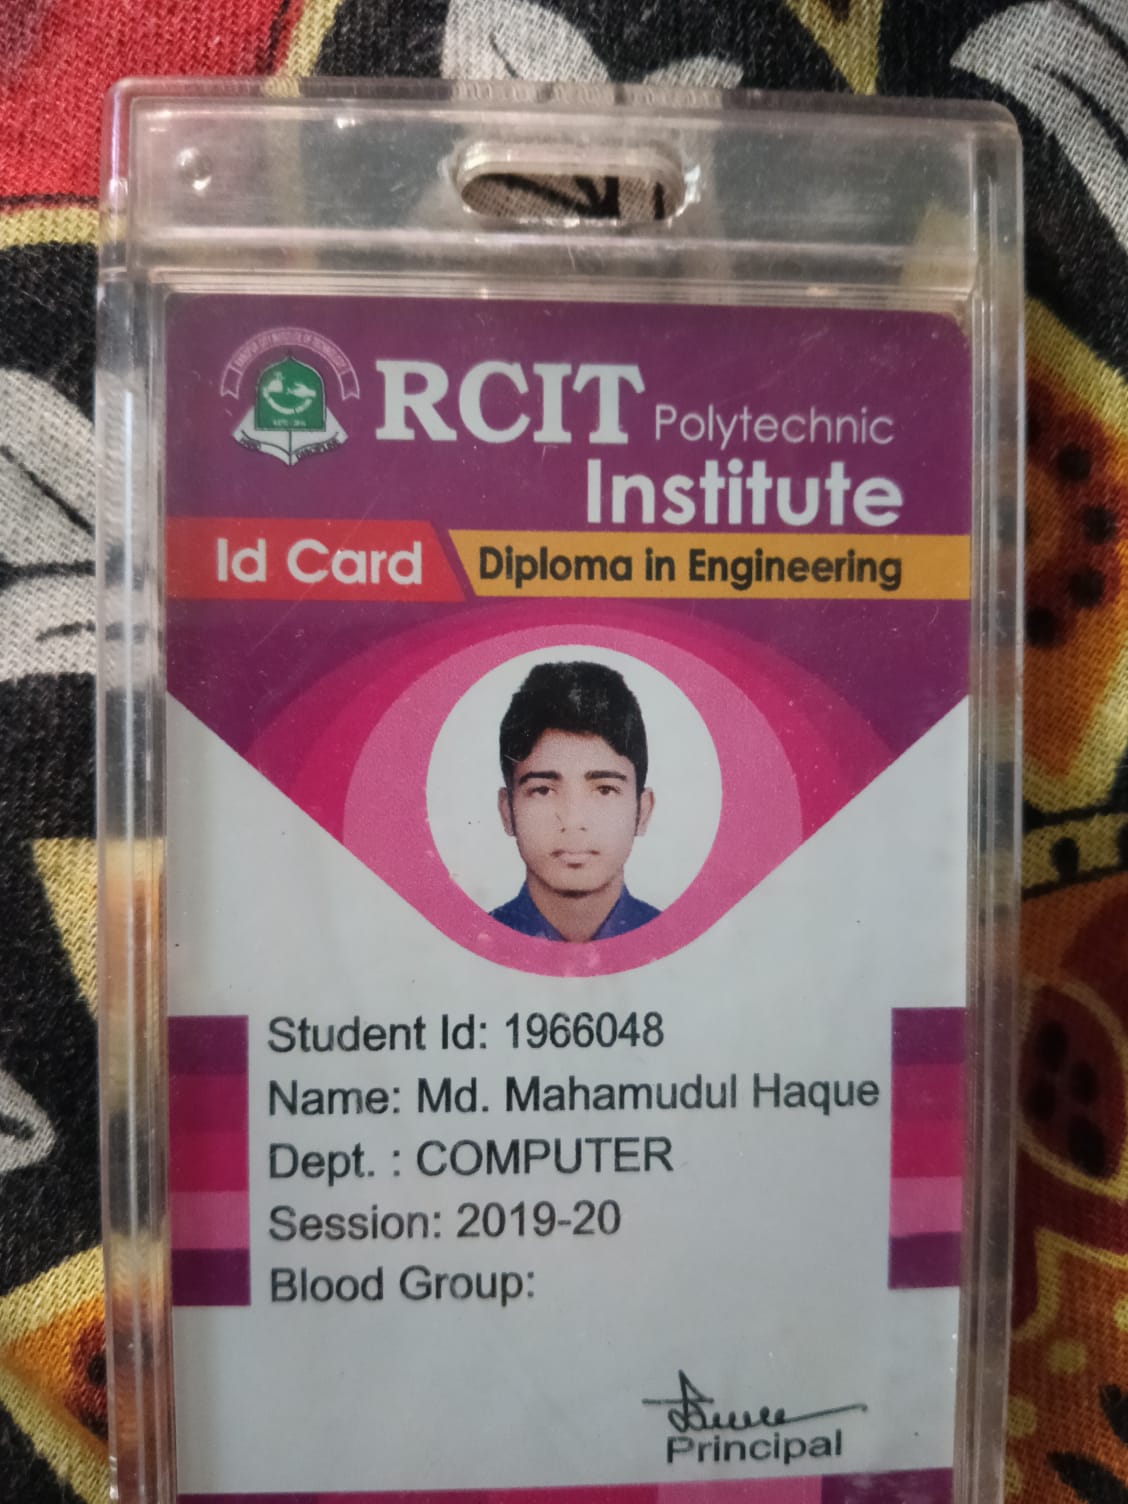 RCIT Polytechnic
Institute
Id Card Diploma in Engineering
Student Id: 1966048
Name: Md. Mahamudul Haque
Dept. : COMPUTER
Session: 2019-20
Blood Group:
Principal